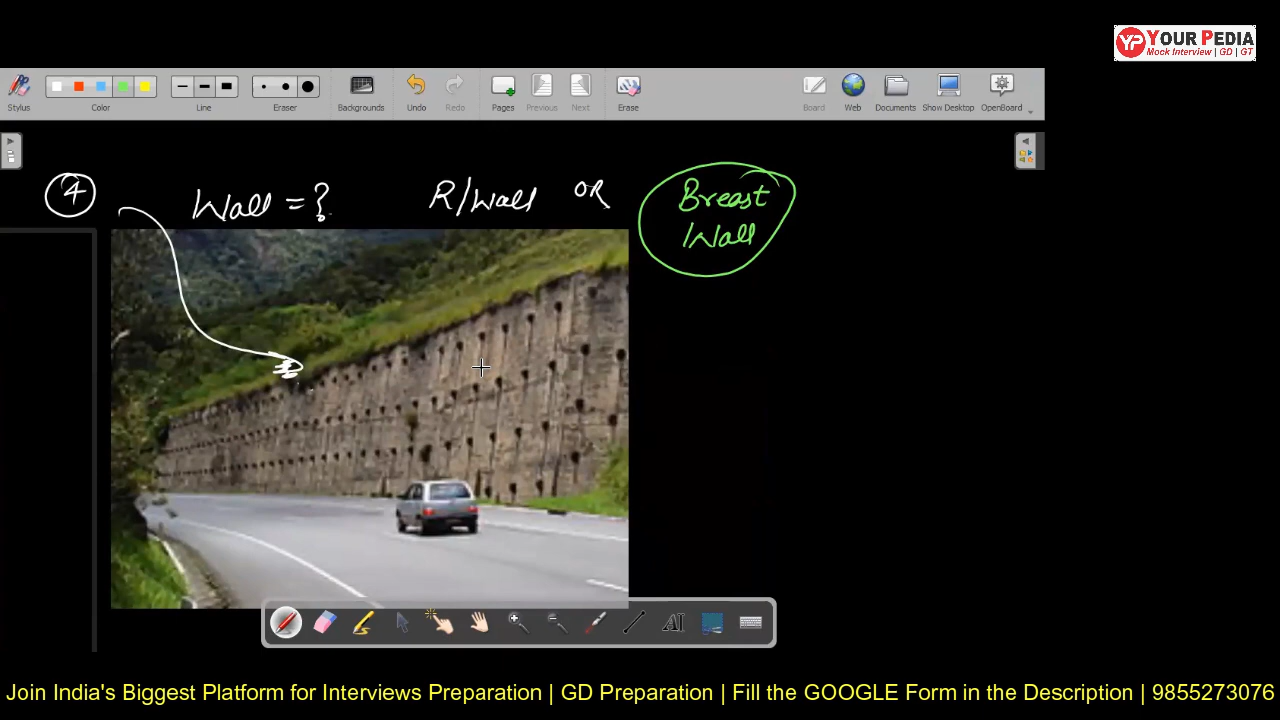 YP YOUR PEDIA
Mock Interview | GD | GT
Stylus
Color
Line
Eraser
Backgrounds
Undo
Redo
Pages
Previous
Next
Erase
Board
Web
Documents
Show Desktop
OpenBoard
4
Wall = ?
R/Wall OR
Breast
Wall
AI
Join India's Biggest Platform for Interviews Preparation | GD Preparation | Fill the GOOGLE Form in the Description | 9855273076